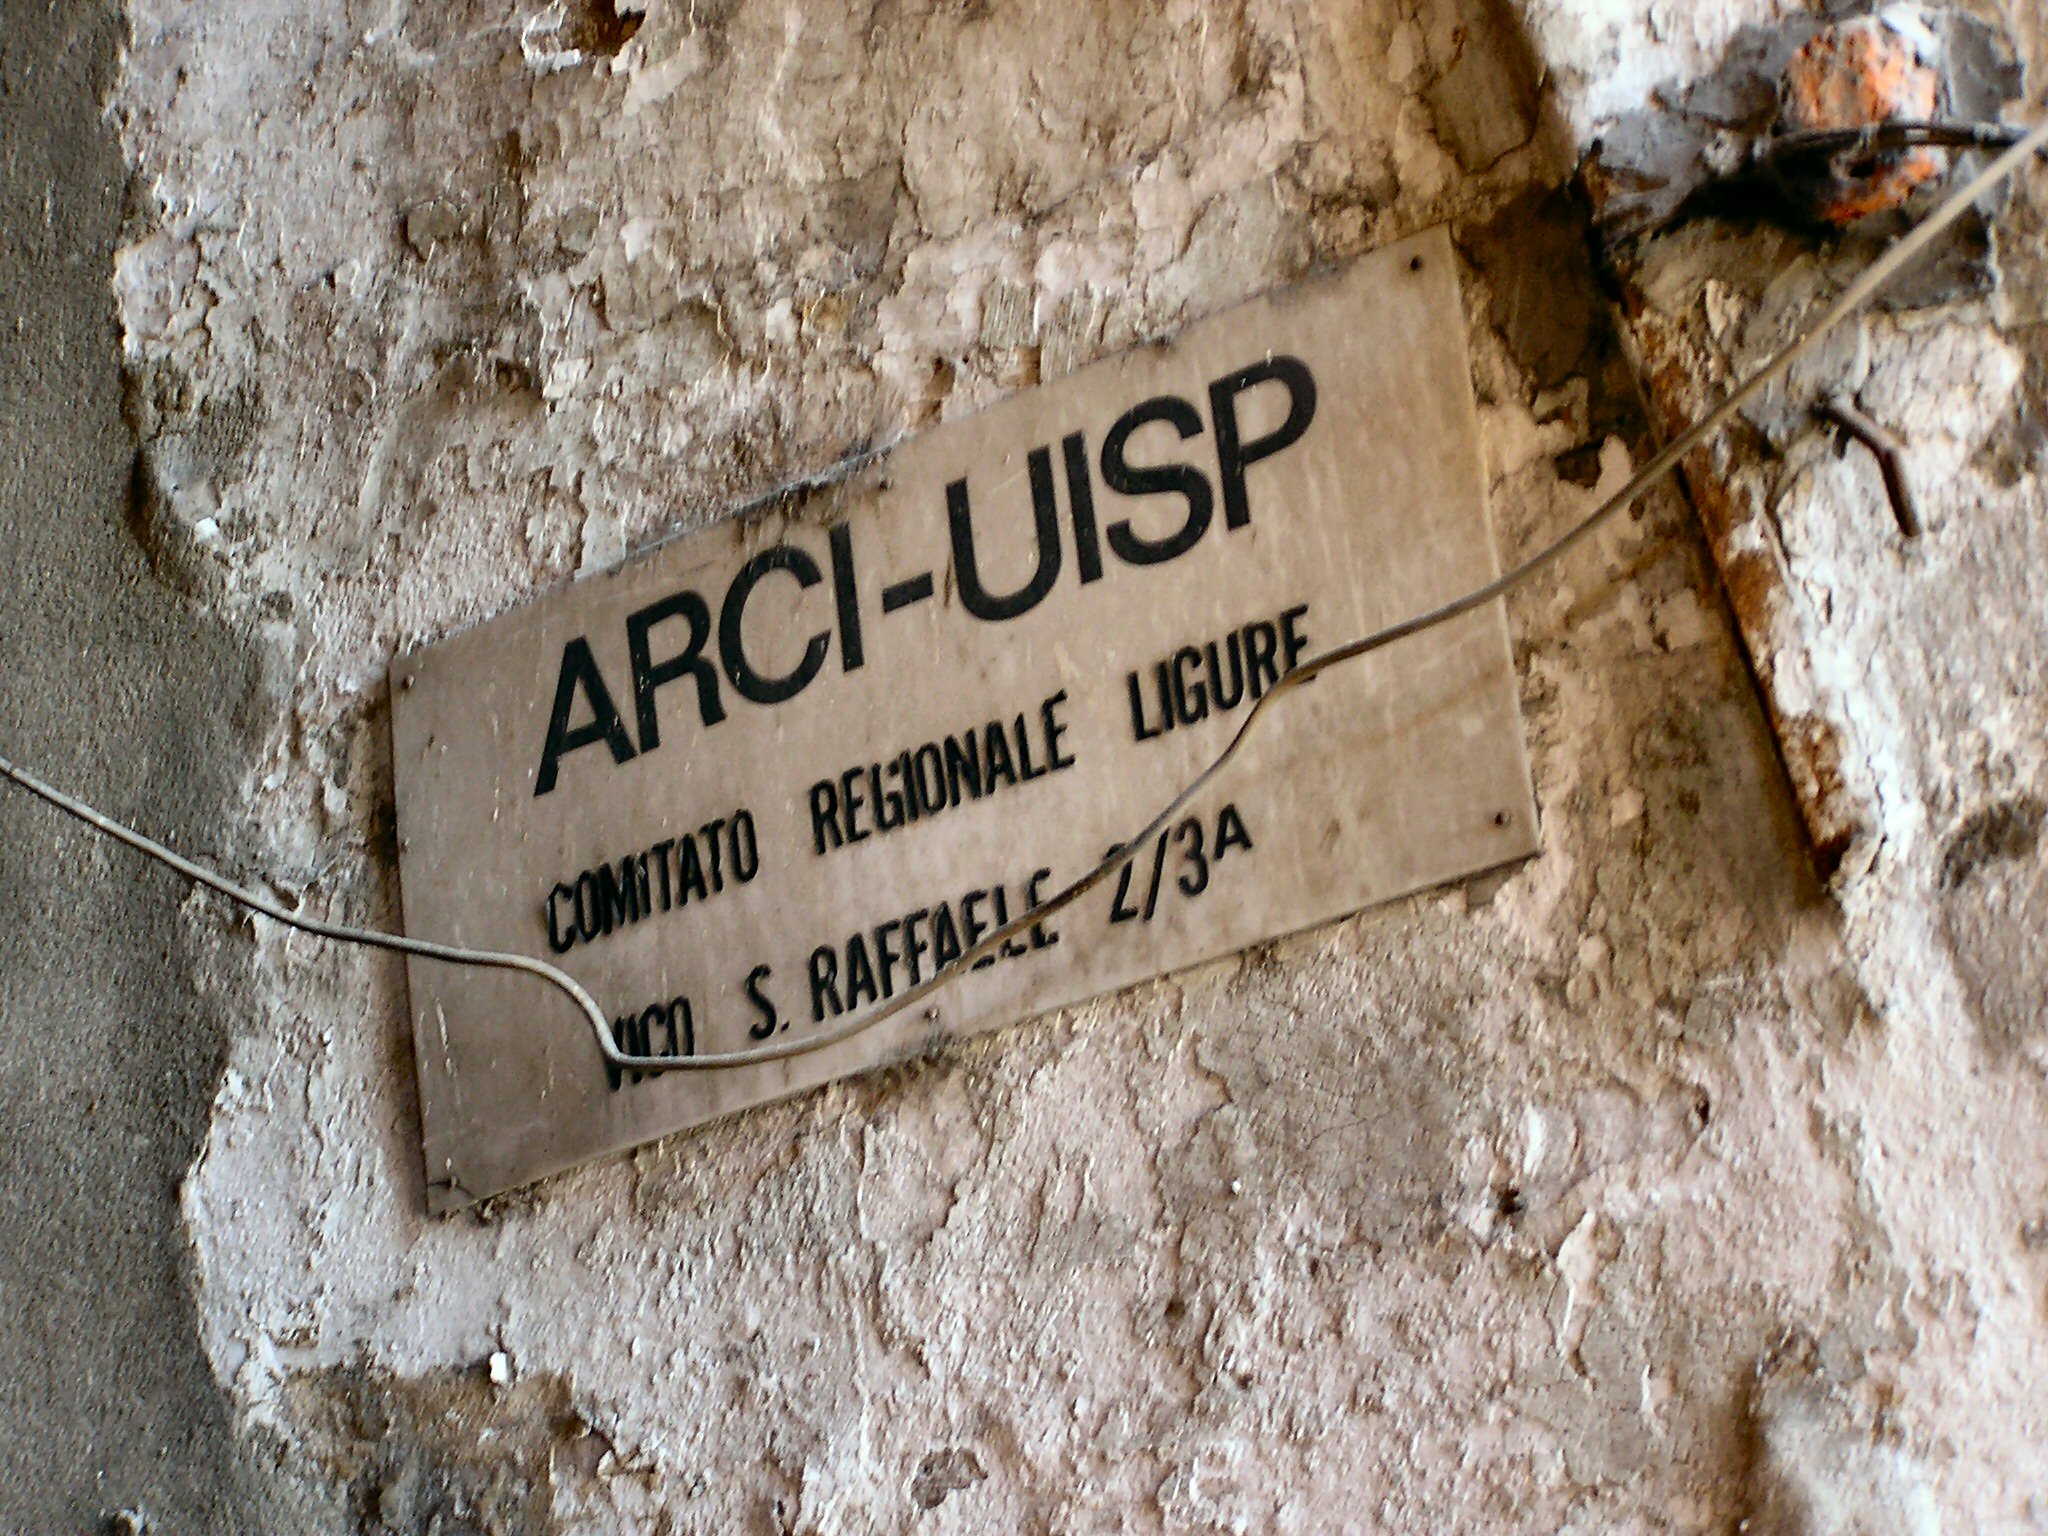 ARCI-UISP
COMITATO REGIONALE LIGURE
VICO S. RAFFAELE 2/3A